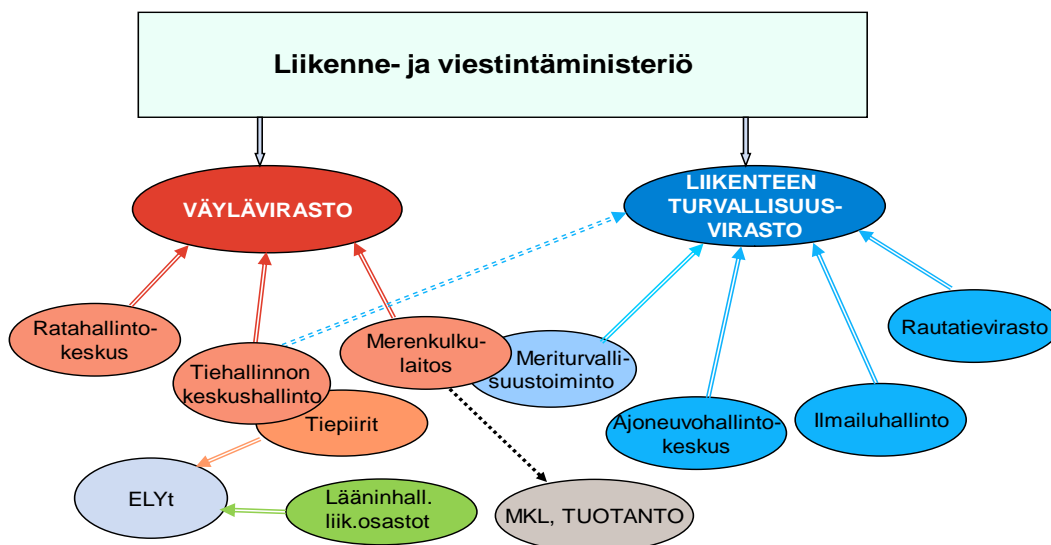 Liikenne- ja viestintäministeriö
VÄYLÄVIRASTO
LIIKENTEEN
TURVALLISUUS-
VIRASTO
Ratahallinto-
keskus
Tiehallinnon
keskushallinto
Tiepiirit
Merenkulku-
laitos
Meriturvalli-
suustoiminto
Ajoneuvohallinto-
keskus
Ilmailuhallinto
Rautatievirasto
ELYt
Lääninhall.
liik.osastot
MKL, TUOTANTO